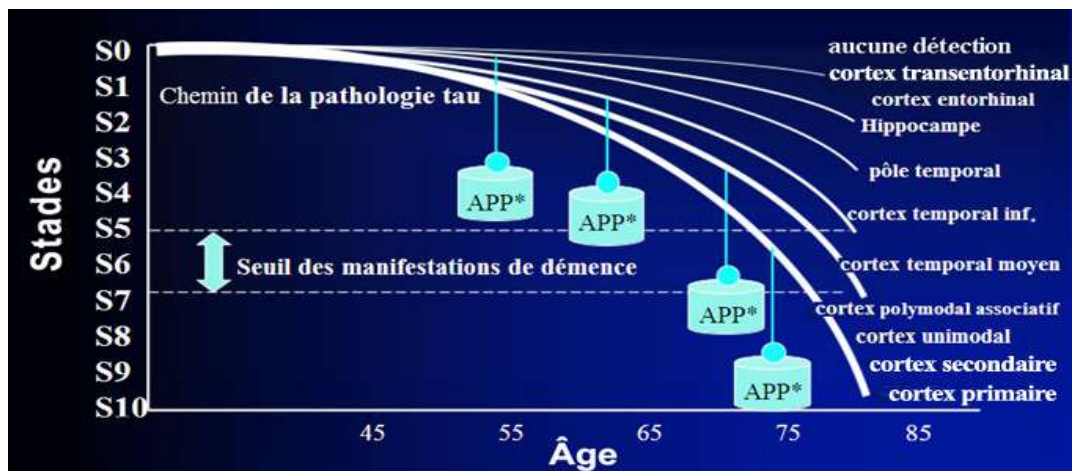 Stades
S0
S1
S2
S3
S4
S5
S6
S7
S8
S9
S10
Chemin de la pathologie tau
Seuil des manifestations de démence
APP*
APP*
APP*
APP*
aucune détection
cortex transentorhinal
cortex entorhinal
Hippocampe
pôle temporal
cortex temporal inf.
cortex temporal moyen
cortex polymodal associatif
cortex unimodal
cortex secondaire
cortex primaire
45 55 65 75 85
Âge